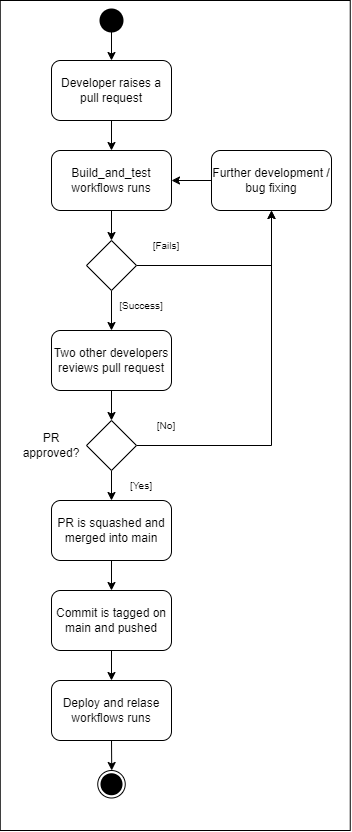 Developer raises a
pull request
Build_and_test
workflows runs
Further development /
bug fixing
[Fails]
[Success]
Two other developers
reviews pull request
[No]
PR
approved?
[Yes]
PR is squashed and
merged into main
Commit is tagged on
main and pushed
Deploy and relase
workflows runs